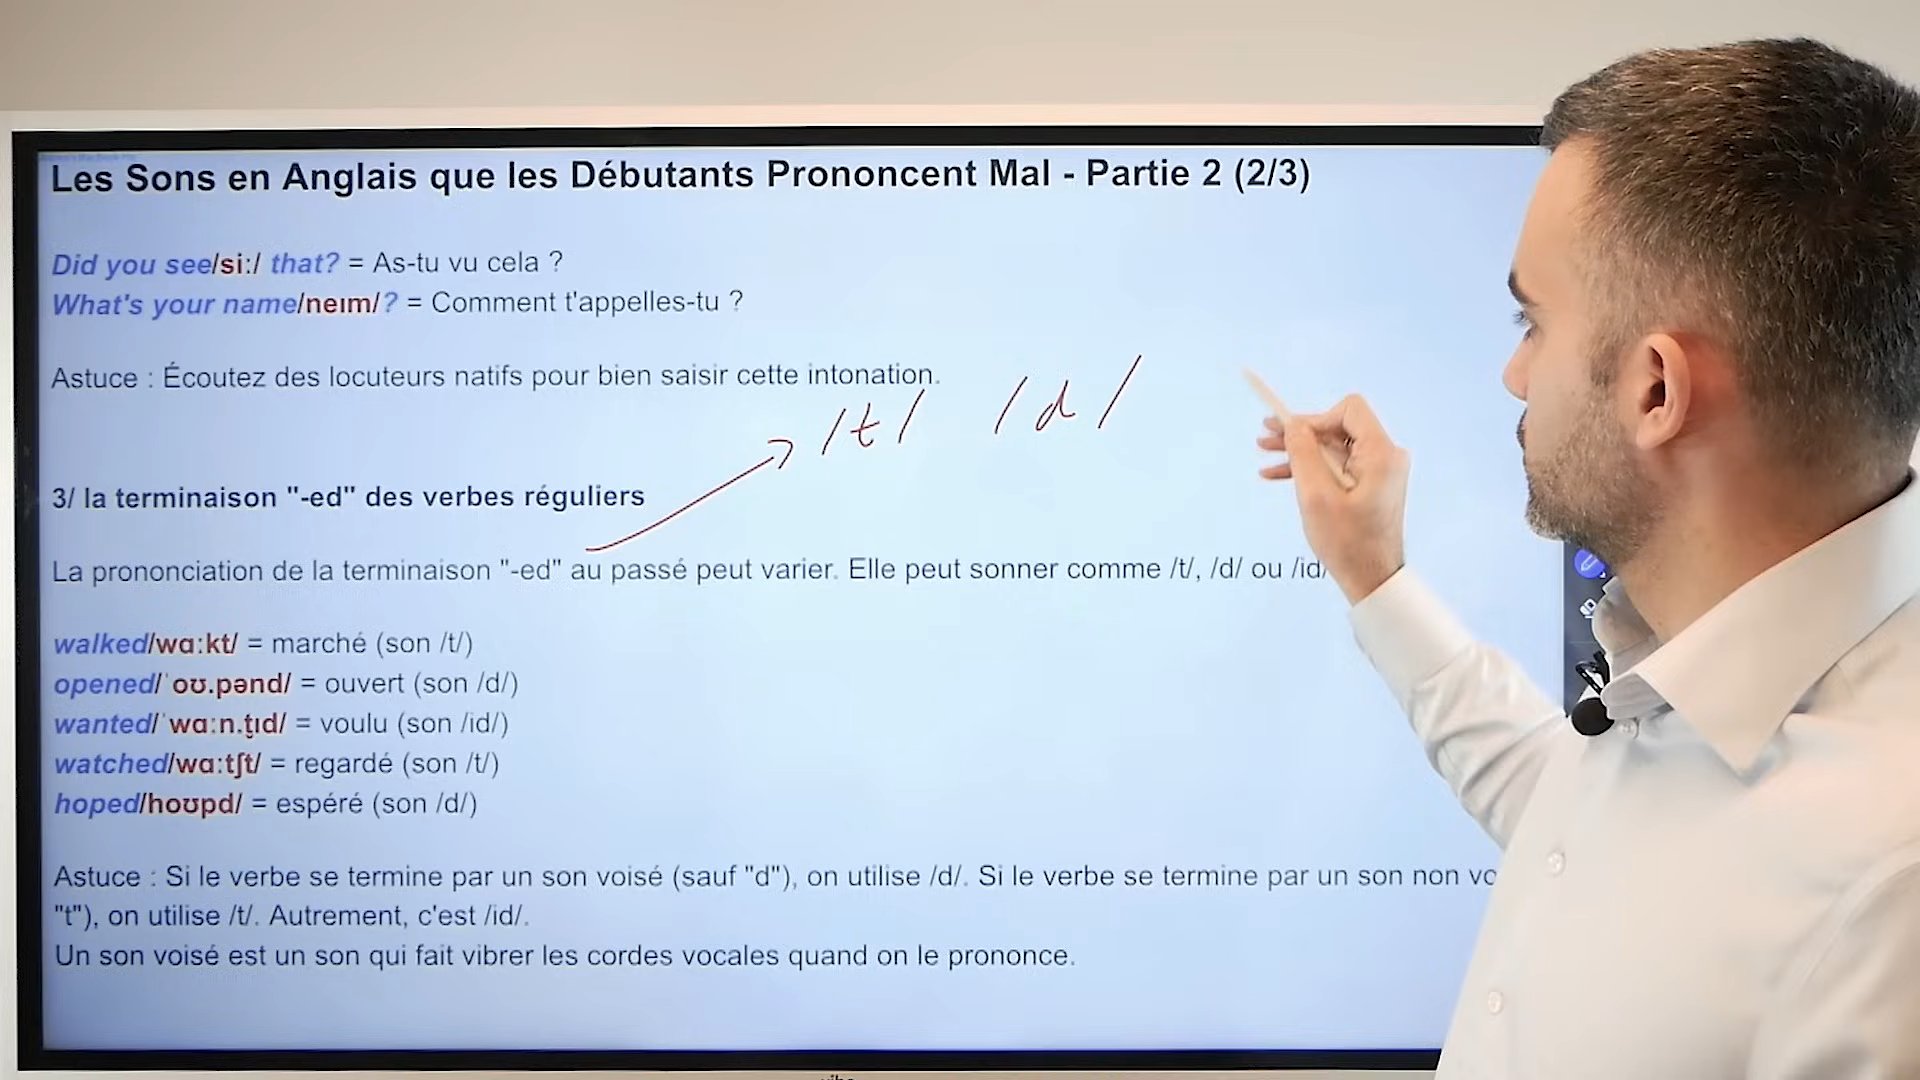 Les Sons en Anglais que les Débutants Prononcent Mal - Partie 2 (2/3)
Did you see/si:/ that? = As-tu vu cela ?
What's your name/neɪm/? = Comment t'appelles-tu ?
Astuce : Écoutez des locuteurs natifs pour bien saisir cette intonation.
/t/ /d/
3/ la terminaison "-ed" des verbes réguliers
La prononciation de la terminaison "-ed" au passé peut varier. Elle peut sonner comme /t/, /d/ ou /id/
walked/wɑːkt/ = marché (son /t/)
opened/ˈoʊ.pənd/ = ouvert (son /d/)
wanted/ˈwɑːn.t̬ɪd/ = voulu (son /id/)
watched/wɑːtʃt/ = regardé (son /t/)
hoped/hoʊpd/ = espéré (son /d/)
Astuce : Si le verbe se termine par un son voisé (sauf "d"), on utilise /d/. Si le verbe se termine par un son non
"t"), on utilise /t/. Autrement, c'est /id/.
Un son voisé est un son qui fait vibrer les cordes vocales quand on le prononce.